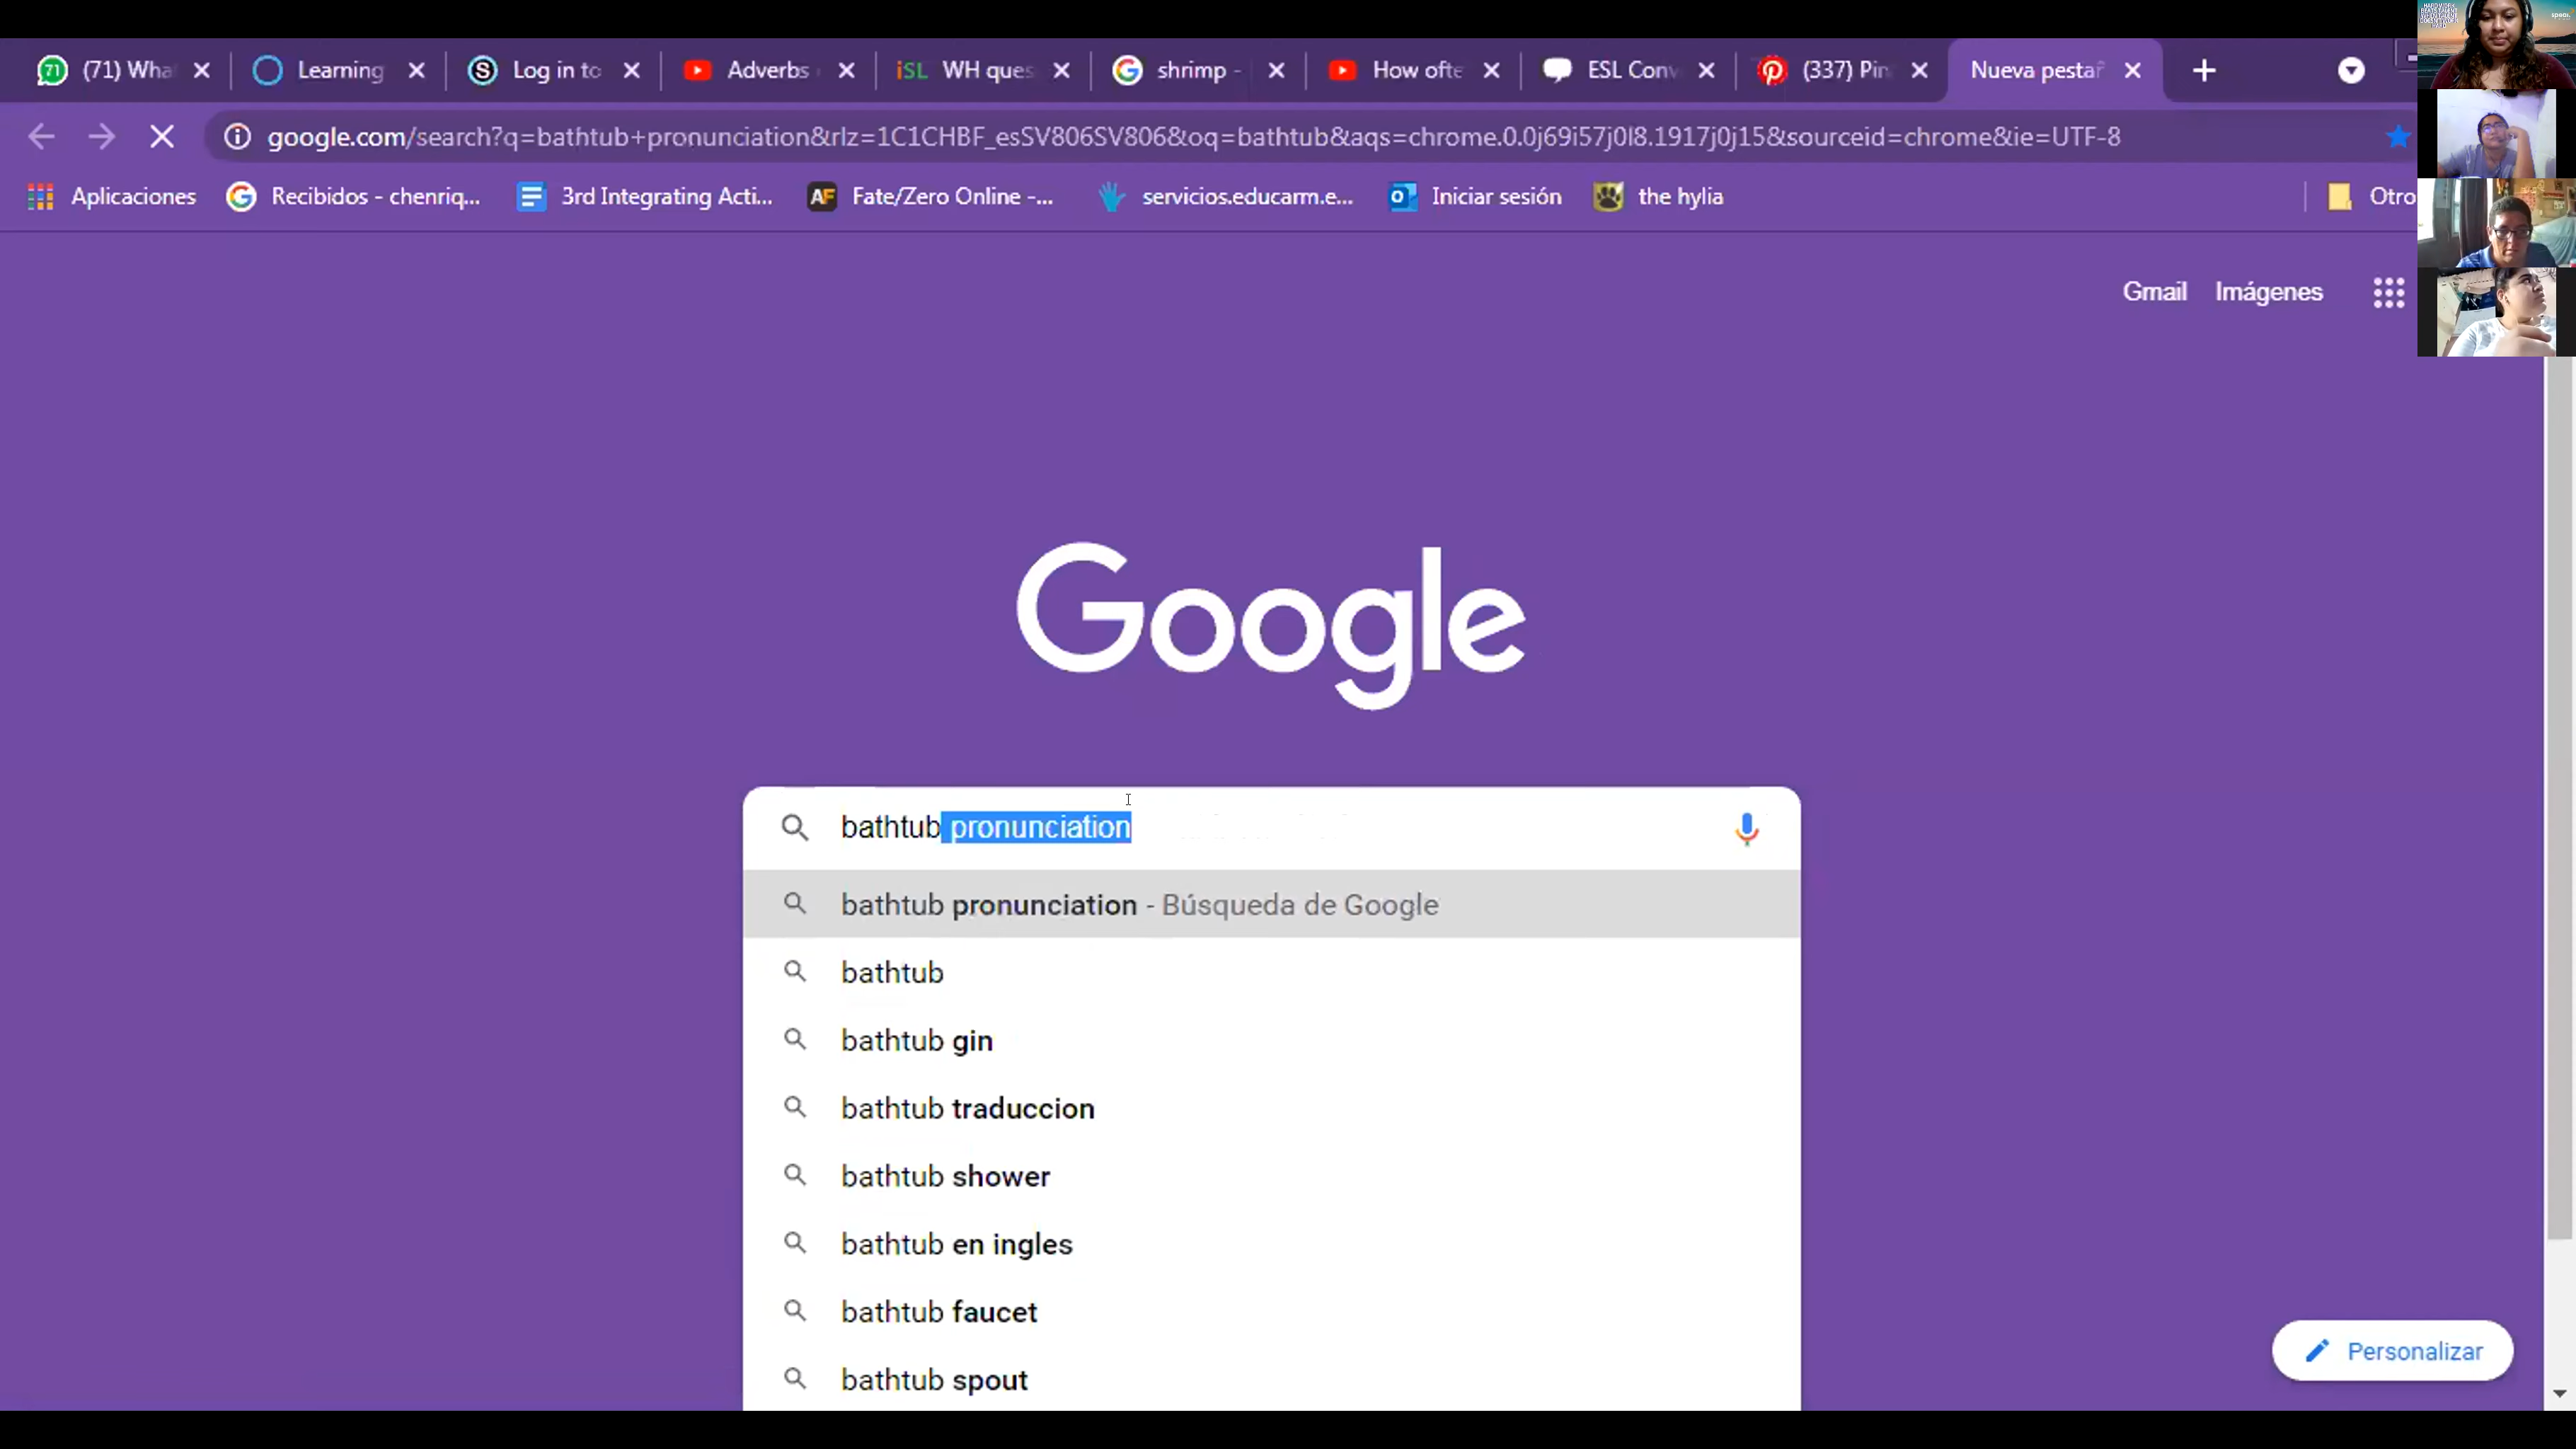 (71) Wha
Learning
Log in to
Adverbs
iSL WH ques
shrimp -
How ofte
ESL Conv
(337) Pin
Nueva pestañ
google.com/search?q=bathtub+pronunciation&rlz=1C1CHBF_esSV806SV806&oq=bathtub&aqs=chrome.0.0j69i57j0l8.1917j0j15&sourceid=chrome&ie=UTF-8
Aplicaciones
Recibidos - chenriq...
3rd Integrating Acti...
AF Fate/Zero Online -...
servicios.educarm.e...
Iniciar sesión
the hylia
Otro
Gmail Imágenes
Google
bathtub pronunciation
bathtub pronunciation - Búsqueda de Google
bathtub
bathtub gin
bathtub traduccion
bathtub shower
bathtub en ingles
bathtub faucet
bathtub spout
Personalizar